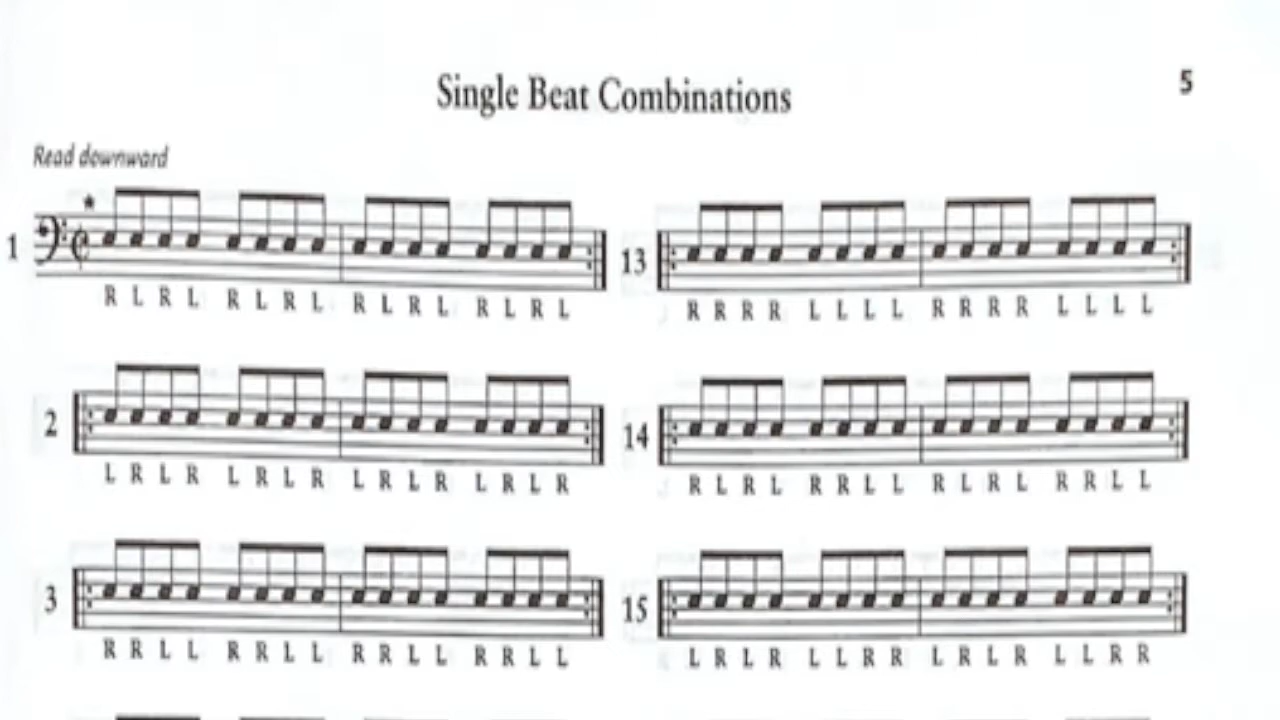 Single Beat Combinations
5
Read downward
*
1
R L R L R L R L R L R L R L R L
2
L R L R L R L R L R L R L R L R
3
R R L L R R L L R R L L R R L L
13
R R R R L L L L R R R R L L L L
14
R L R L R R L L R L R L R R L L
15
L R L R L L R R L R L R L L R R